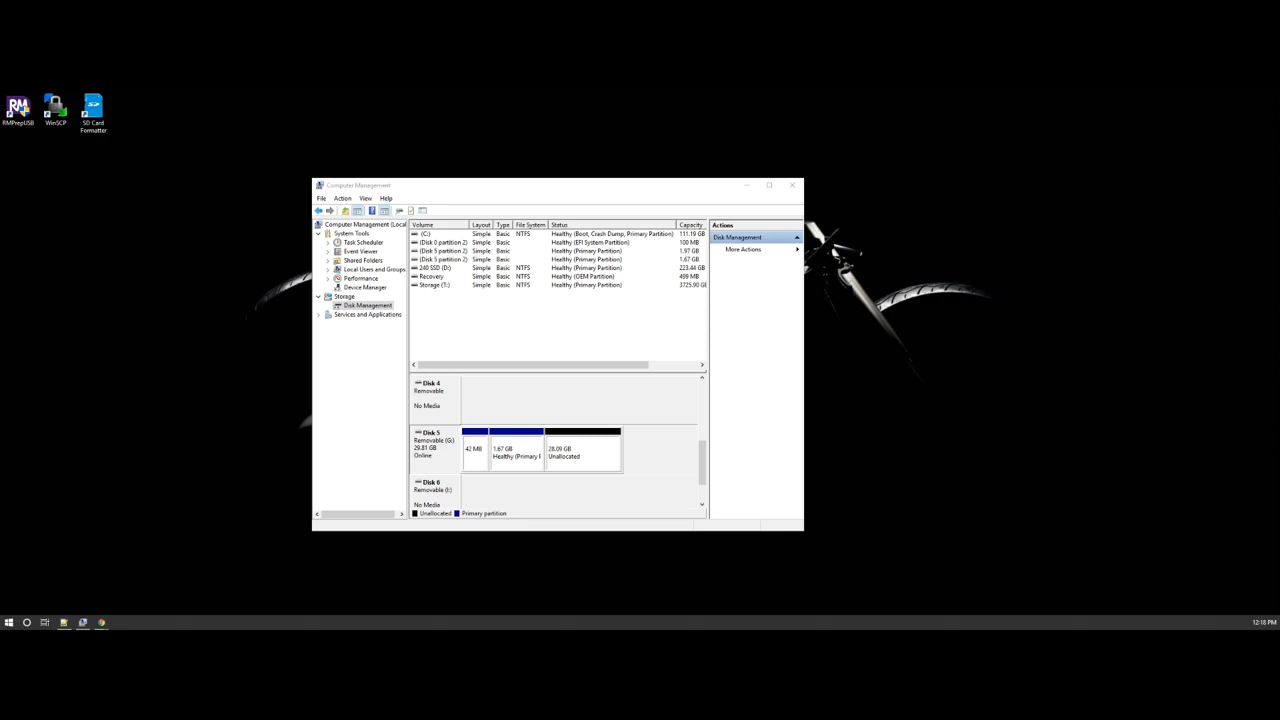 RMPrepUSB
WinSCP
SD Card
Formatter
Computer Management
File Action View Help
Computer Management (Local
System Tools
Task Scheduler
Event Viewer
Shared Folders
Local Users and Groups
Performance
Device Manager
Storage
Disk Management
Services and Applications
Volume Layout Type File System Status Capacity
(C:) Simple Basic NTFS Healthy (Boot, Crash Dump, Primary Partition) 111.19 GB
(Disk 0 partition 2) Simple Basic Healthy (EFI System Partition) 100 MB
(Disk 5 partition 2) Simple Basic Healthy (Primary Partition) 1.67 GB
(Disk 5 partition 2) Simple Basic Healthy (Primary Partition) 1.67 GB
240 SSD (D:) Simple Basic NTFS Healthy (Primary Partition) 223.44 GB
Recovery Simple Basic NTFS Healthy (OEM Partition) 499 MB
Storage (T:) Simple Basic NTFS Healthy (Primary Partition) 3725.90 GB
Disk 4
Removable
No Media
Disk 5
Removable (G:)
29.81 GB
Online
42 MB
1.67 GB
Healthy (Primary F
28.09 GB
Unallocated
Disk 6
Removable (I:)
No Media
Unallocated Primary partition
Actions
Disk Management
More Actions
12:18 PM